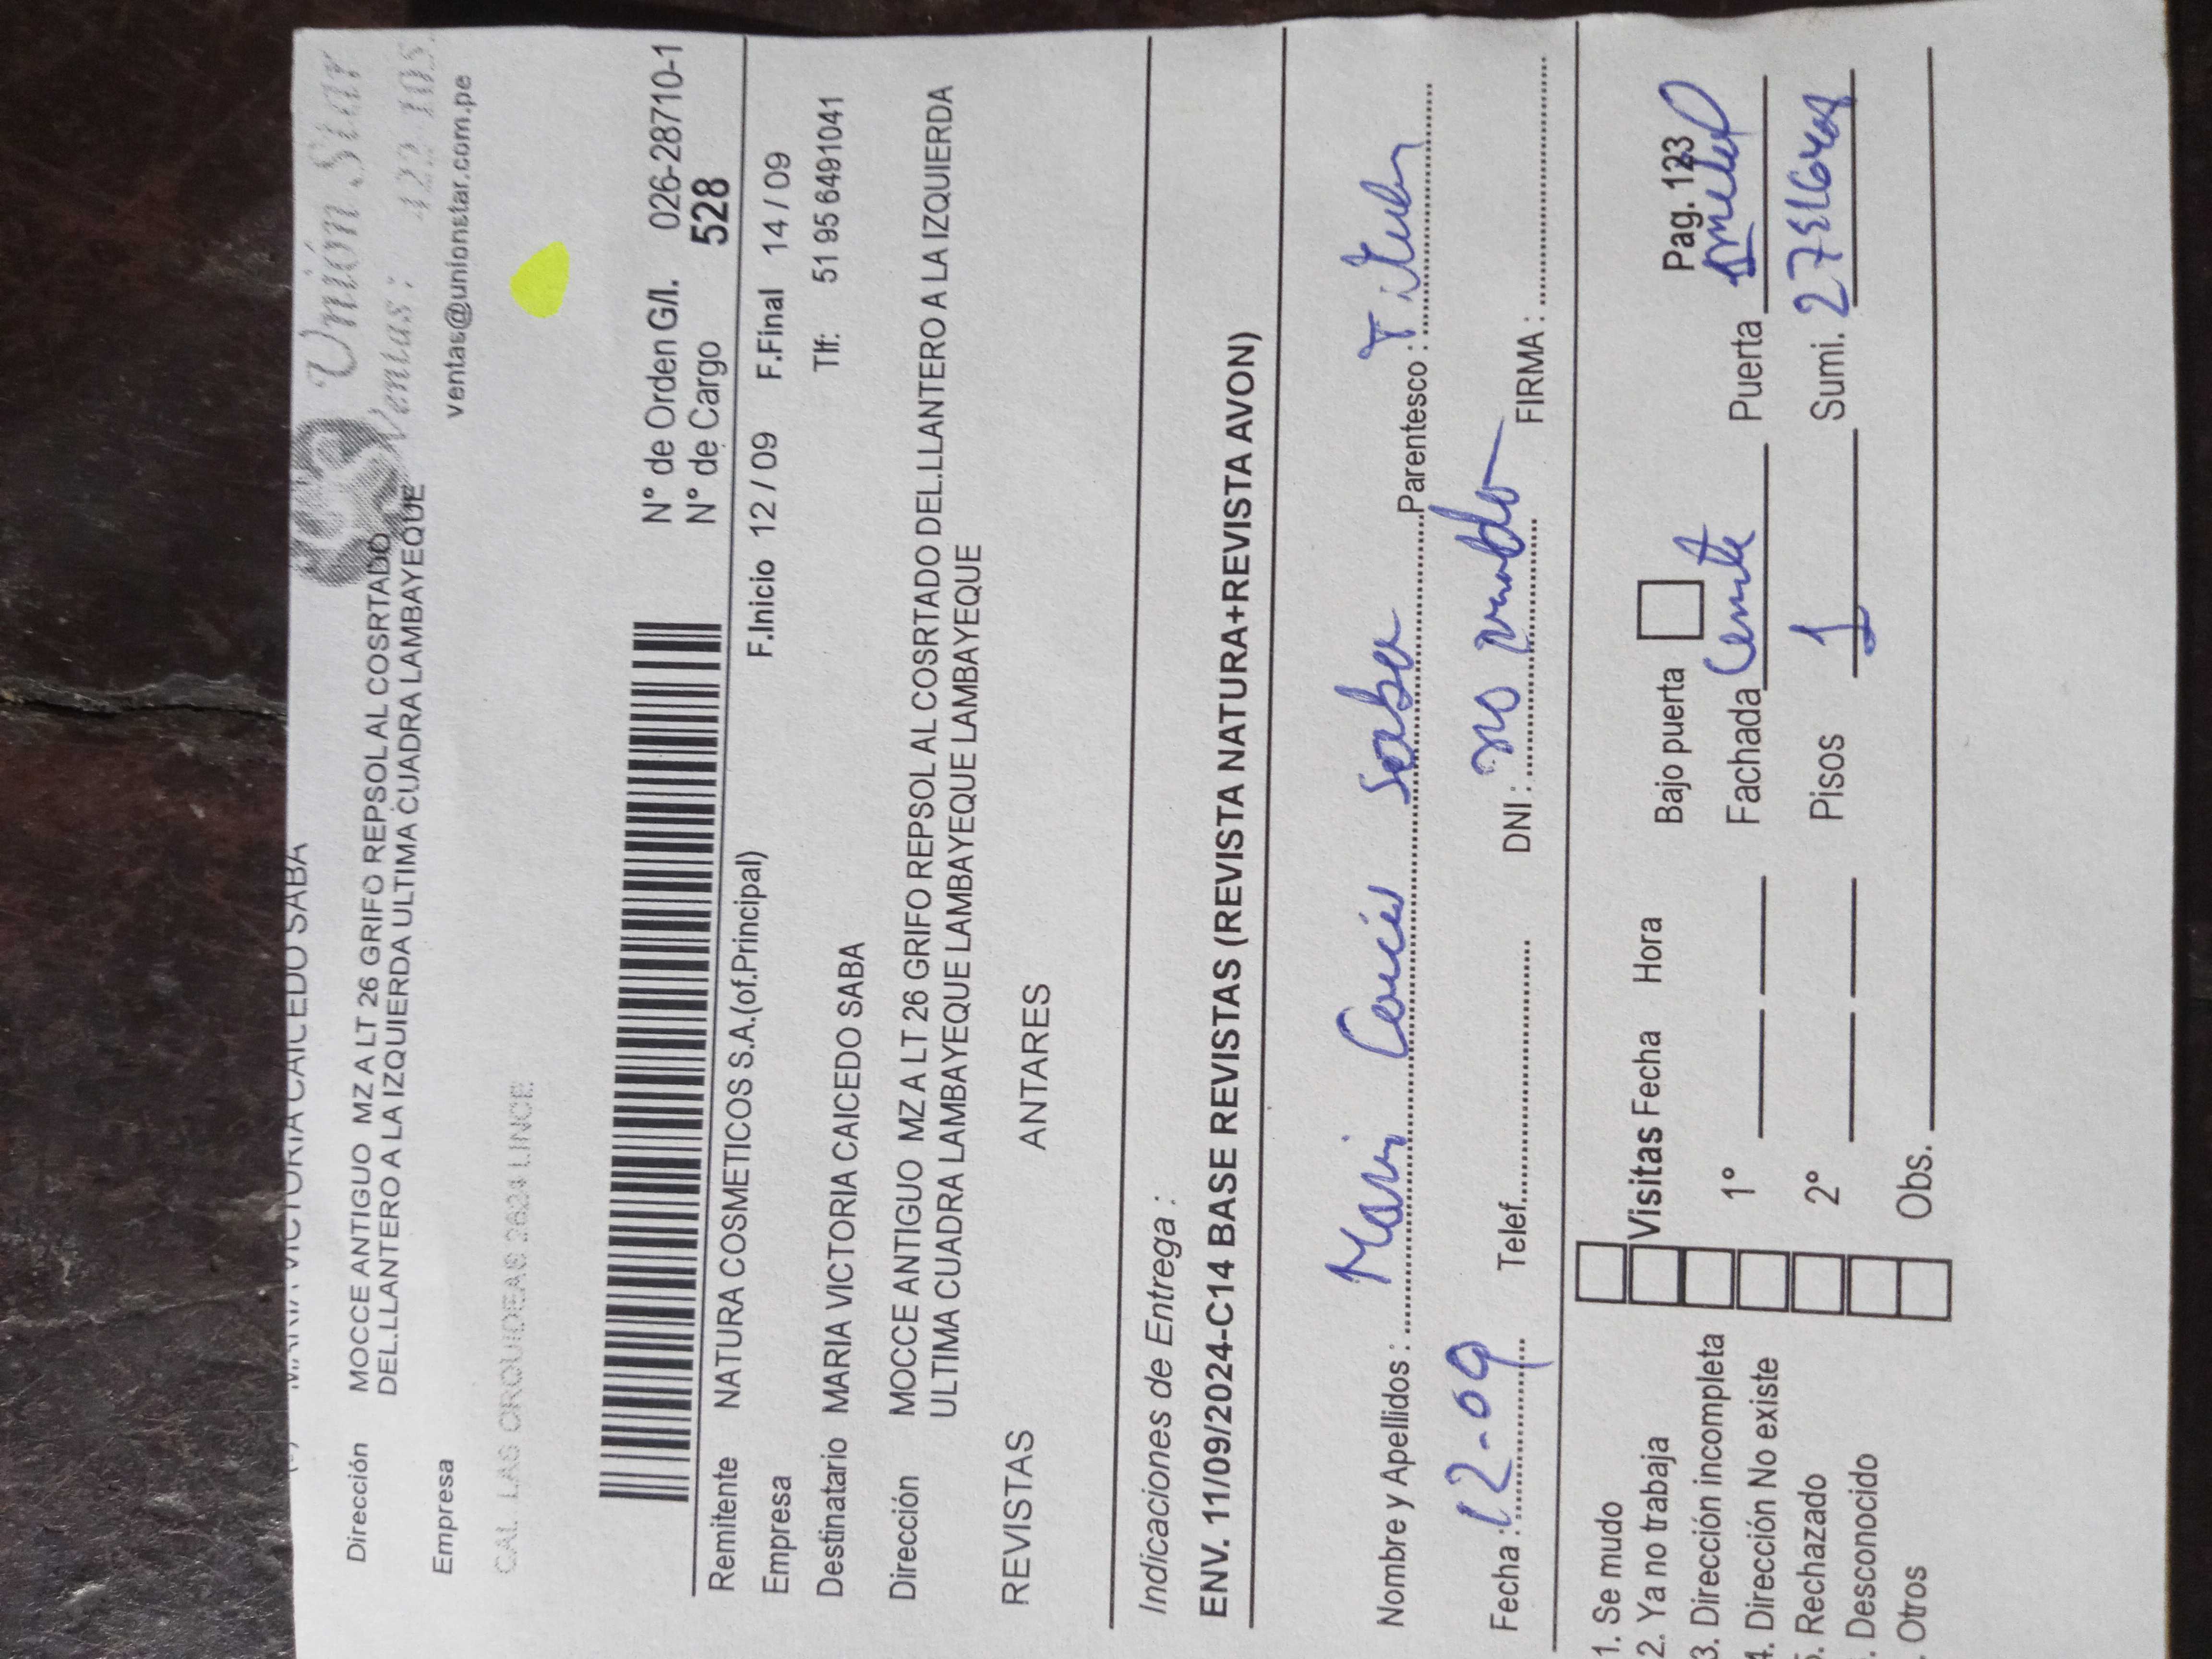 MARIA VICTORIA CAICEDO SABA
Unión Star
Dirección MOCCE ANTIGUO MZ A LT 26 GRIFO REPSOL AL COSRTADO
DEL.LLANTERO A LA IZQUIERDA ULTIMA CUADRA LAMBAYEQUE
Ventas: 422
Empresa
ventas@unionstar.com.pe
CAL. LAS ORQUIDEAS 2624 LINCE
N° de Orden G/I. 026-28710-1
N° de Cargo 528
Remitente NATURA COSMETICOS S.A.(of.Principal)
F.Inicio 12 / 09 F.Final 14 / 09
Empresa
Destinatario MARIA VICTORIA CAICEDO SABA Tlf: 51 95 6491041
Dirección MOCCE ANTIGUO MZ A LT 26 GRIFO REPSOL AL COSRTADO DEL.LLANTERO A LA IZQUIERDA
ULTIMA CUADRA LAMBAYEQUE LAMBAYEQUE LAMBAYEQUE
REVISTAS ANTARES
Indicaciones de Entrega :
ENV. 11/09/2024-C14 BASE REVISTAS (REVISTA NATURA+REVISTA AVON)
Nombre y Apellidos : Saba Parentesco :
Fecha : 12-09 Telef. DNI : no FIRMA :
1. Se mudo
2. Ya no trabaja
3. Dirección incompleta
4. Dirección No existe
5. Rechazado
. Desconocido
. Otros
Visitas Fecha Hora Bajo puerta Pag. 123
1° Fachada Puerta
2° Pisos 1 Sumi.
Obs.